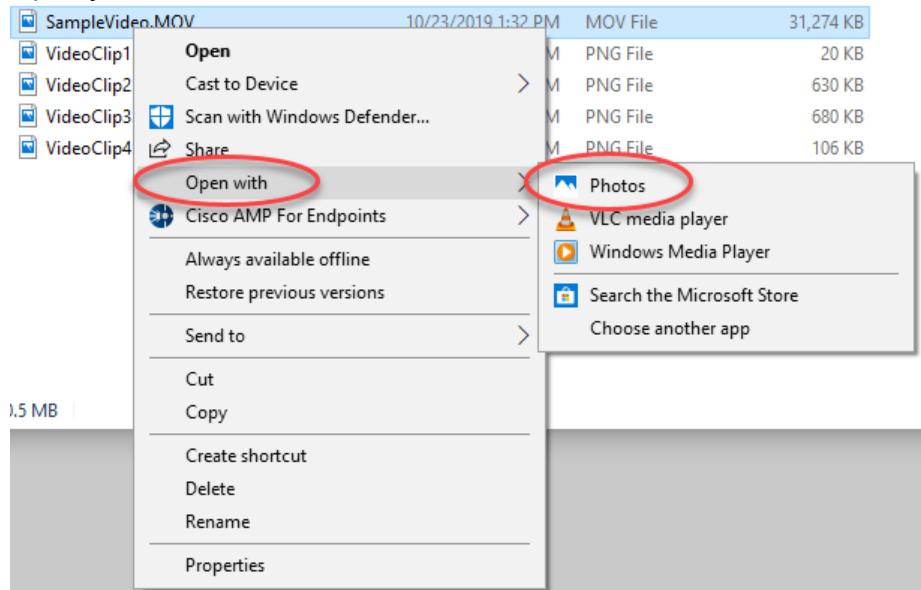 SampleVideo.MOV 10/23/2019 1:32 PM MOV File 31,274 KB
VideoClip1 M PNG File 20 KB
VideoClip2 M PNG File 630 KB
VideoClip3 M PNG File 680 KB
VideoClip4 M PNG File 106 KB
Open
Cast to Device
Scan with Windows Defender...
Share
Open with
Cisco AMP For Endpoints
Always available offline
Restore previous versions
Send to
Cut
Copy
Create shortcut
Delete
Rename
Properties
Photos
VLC media player
Windows Media Player
Search the Microsoft Store
Choose another app
.5 MB